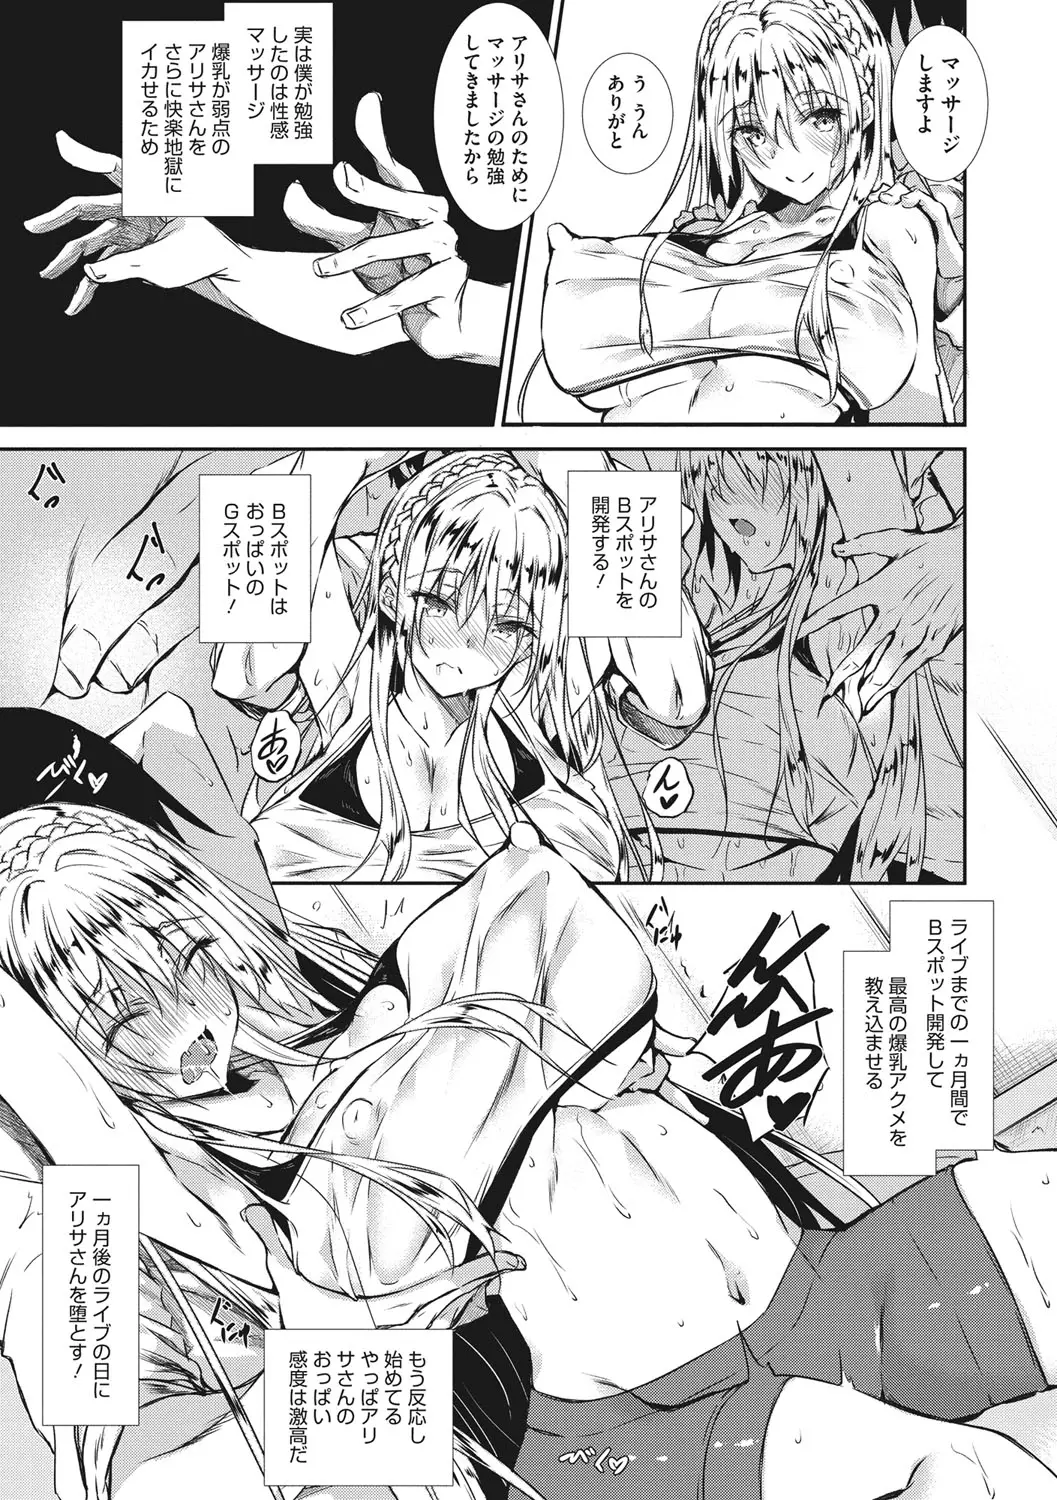 マッサージ
しますよ
う うん
ありがと
アリサさんのために
マッサージの勉強
してきましたから
実は僕が勉強
したのは性感
マッサージ
爆乳が弱点の
アリサさんを
さらに快楽地獄に
イカせるため
アリサさんの
Bスポットを
開発する!
Bスポットは
おっぱいの
Gスポット!
ん♥
あ♡
びく♡
ライブまでの一ヵ月間で
Bスポット開発して
最高の爆乳アクメを
教え込ませる
んひ
あ♥
もう反応し
始めてる
やっぱアリ
サさんの
おっぱい
感度は激高だ
びく♡
一ヵ月後のライブの日に
アリサさんを堕とす!